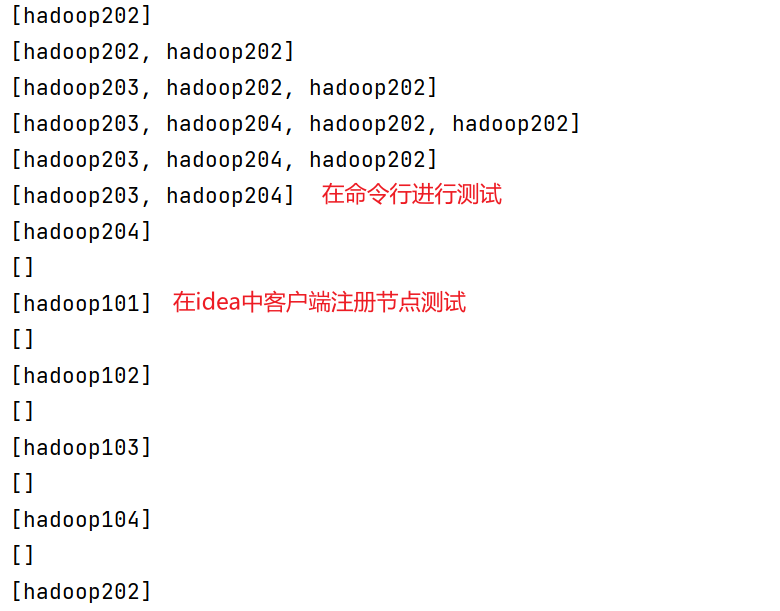 [hadoop202]
[hadoop202, hadoop202]
[hadoop203, hadoop202, hadoop202]
[hadoop203, hadoop204, hadoop202, hadoop202]
[hadoop203, hadoop204, hadoop202]
[hadoop203, hadoop204] 在命令行进行测试
[hadoop204]
[]
[hadoop101] 在idea中客户端注册节点测试
[]
[hadoop102]
[]
[hadoop103]
[]
[hadoop104]
[]
[hadoop202]